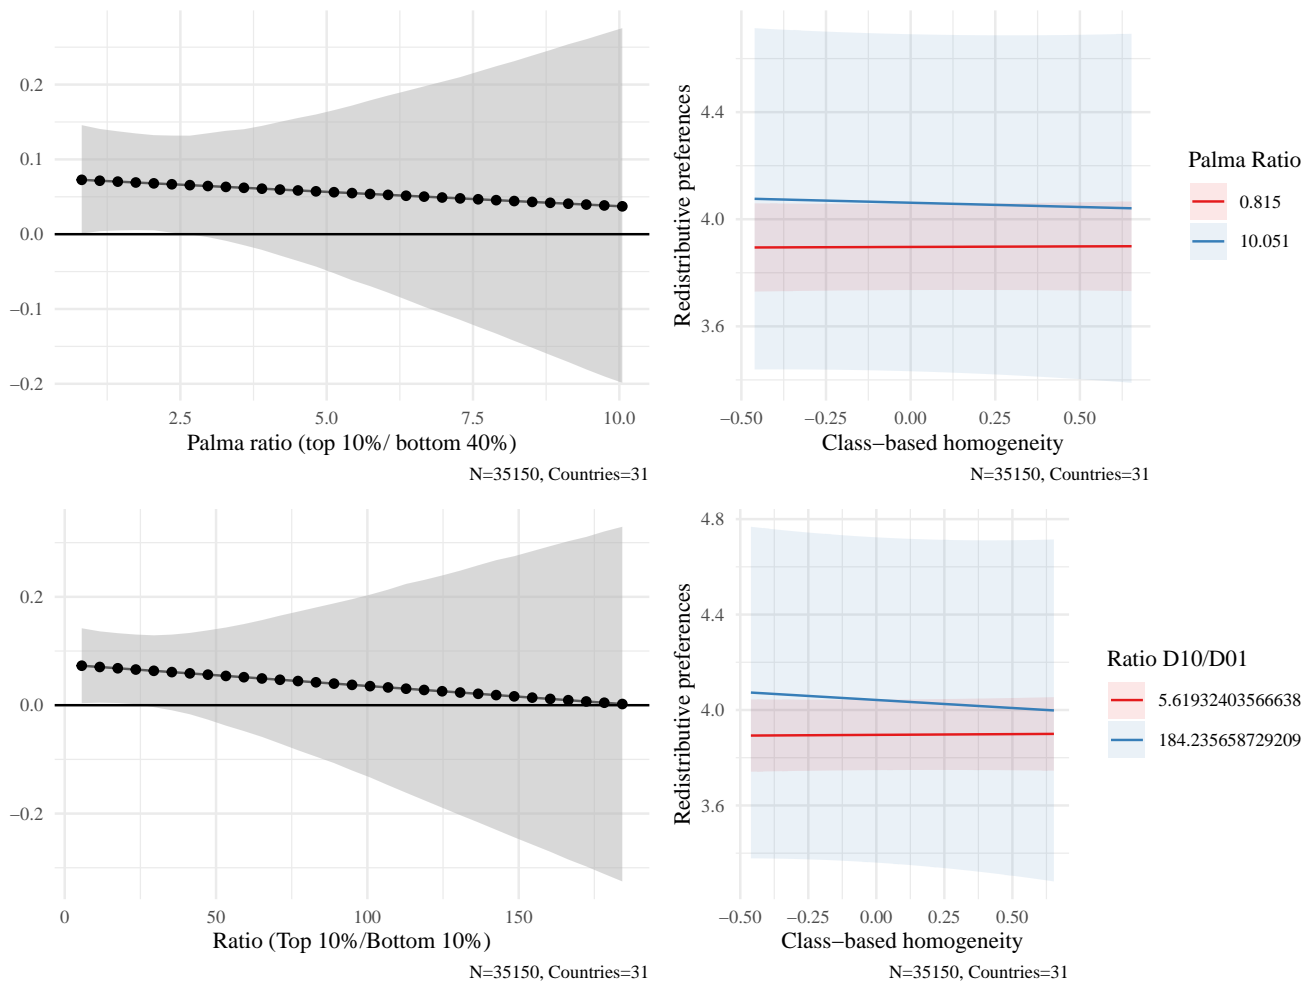 0.2
0.1
0.0
−0.1
−0.2
2.5 5.0 7.5 10.0
Palma ratio (top 10%/ bottom 40%)
N=35150, Countries=31
Redistributive preferences
4.4
4.0
3.6
−0.50 −0.25 0.00 0.25 0.50
Class−based homogeneity
N=35150, Countries=31
Palma Ratio
0.815
10.051
0.2
0.0
−0.2
0 50 100 150
Ratio (Top 10%/Bottom 10%)
N=35150, Countries=31
Redistributive preferences
4.8
4.4
4.0
3.6
−0.50 −0.25 0.00 0.25 0.50
Class−based homogeneity
N=35150, Countries=31
Ratio D10/D01
5.61932403566638
184.235658729209